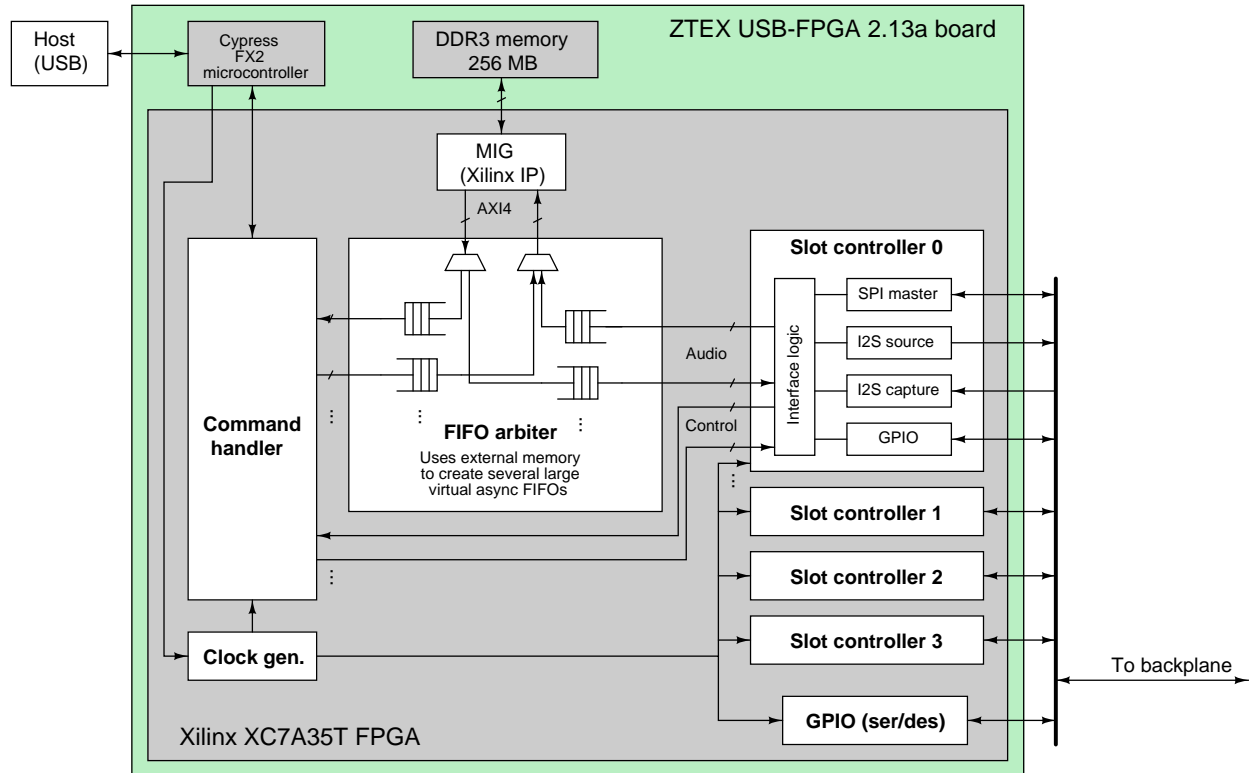 ZTEX USB-FPGA 2.13a board
Host
(USB)
Cypress
FX2
microcontroller
DDR3 memory
256 MB
MIG
(Xilinx IP)
AXI4
Slot controller 0
SPI master
I2S source
I2S capture
GPIO
Interface logic
Audio
Control
...
Command
handler
FIFO arbiter
Uses external memory
to create several large
virtual async FIFOs
...
...
...
...
Slot controller 1
Slot controller 2
Slot controller 3
Clock gen.
To backplane
GPIO (ser/des)
Xilinx XC7A35T FPGA